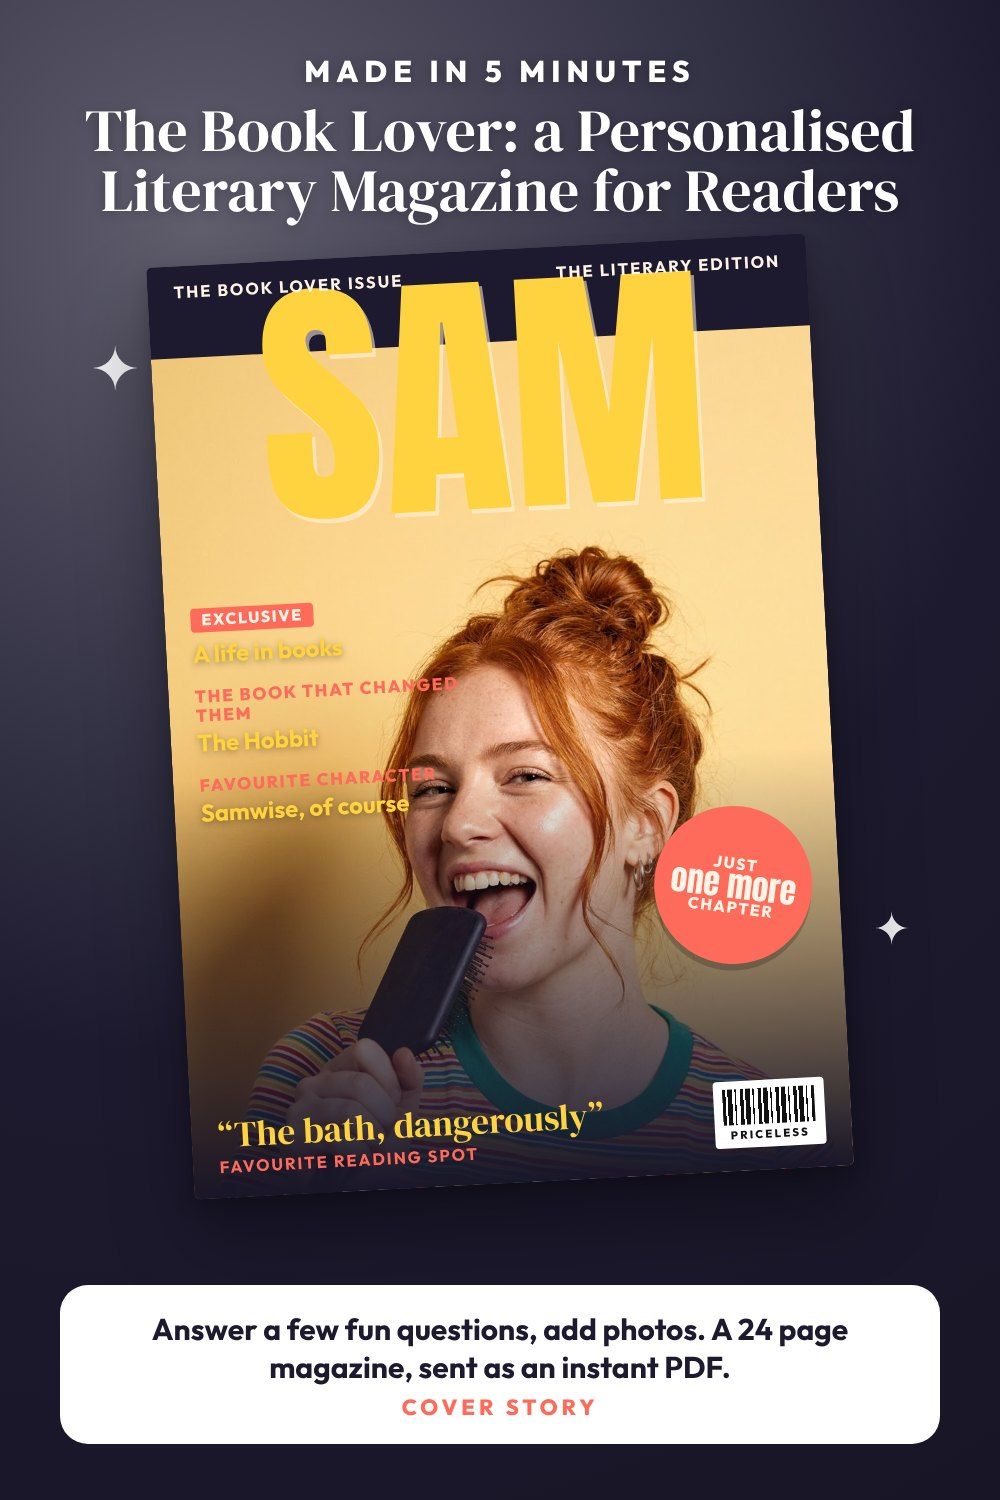 MADE IN 5 MINUTES
The Book Lover: a Personalised
Literary Magazine for Readers
THE BOOK LOVER ISSUE
THE LITERARY EDITION
SAM
EXCLUSIVE
A life in books
THE BOOK THAT CHANGED
THEM
The Hobbit
FAVOURITE CHARACTER
Samwise, of course
JUST
one more
CHAPTER
“The bath, dangerously”
FAVOURITE READING SPOT
PRICELESS
Answer a few fun questions, add photos. A 24 page
magazine, sent as an instant PDF.
COVER STORY